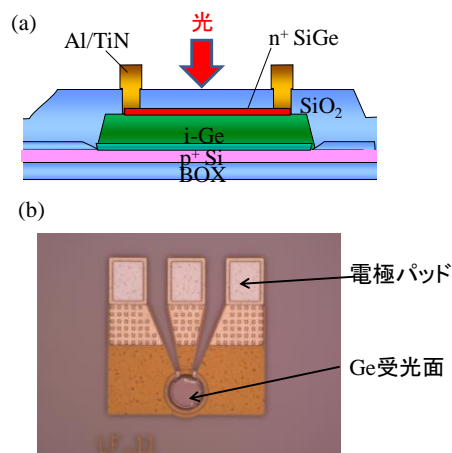 (a)
光
Al/TiN
n+ SiGe
SiO2
i-Ge
p+ Si
BOX
(b)
電極パッド
Ge受光面